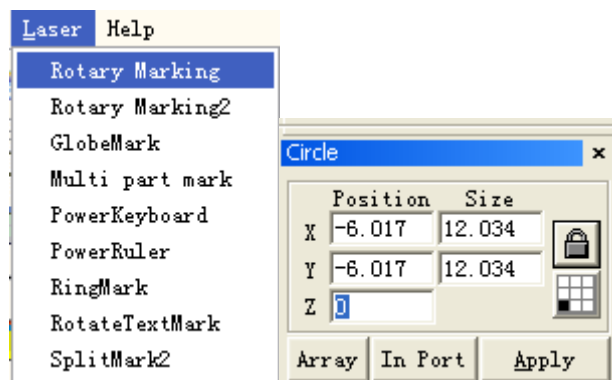 Laser Help
Rotary Marking
Rotary Marking2
GlobeMark
Multi part mark
PowerKeyboard
PowerRuler
RingMark
RotateTextMark
SplitMark2
Circle ×
Position Size
X -6.017 12.034
Y -6.017 12.034
Z 0
Array In Port Apply